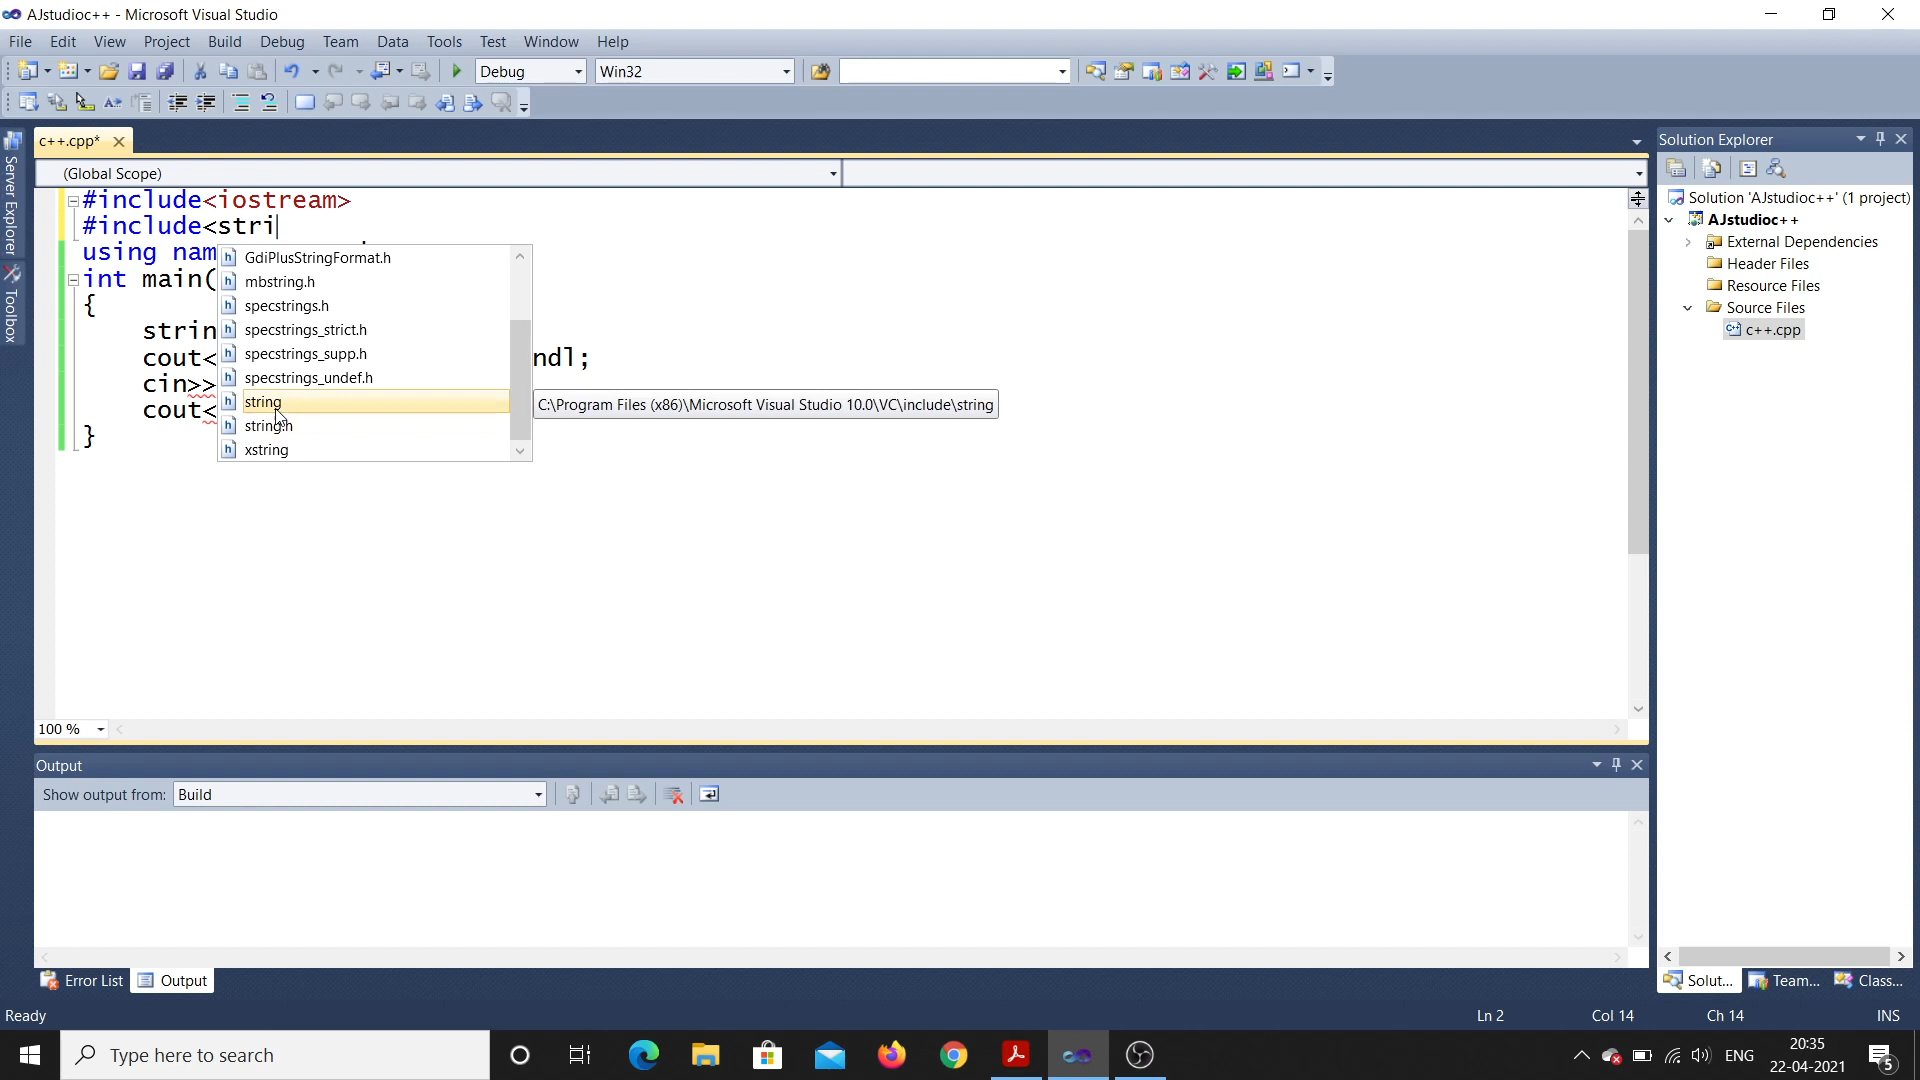 AJstudioc++ - Microsoft Visual Studio
File Edit View Project Build Debug Team Data Tools Test Window Help
Debug Win32
c++.cpp*
(Global Scope)
#include<iostream>
#include<stri
using nam
int main(
{
strin
cout< ndl;
cin>>
cout<
}
GdiPlusStringFormat.h
mbstring.h
specstrings.h
specstrings_strict.h
specstrings_supp.h
specstrings_undef.h
string
string.h
xstring
C:\Program Files (x86)\Microsoft Visual Studio 10.0\VC\include\string
100 %
Server Explorer
Toolbox
Solution Explorer
Solution 'AJstudioc++' (1 project)
AJstudioc++
External Dependencies
Header Files
Resource Files
Source Files
c++.cpp
Output
Show output from: Build
Error List Output
Solut... Team... Class...
Ready Ln 2 Col 14 Ch 14 INS
Type here to search
ENG
20:35
22-04-2021
5